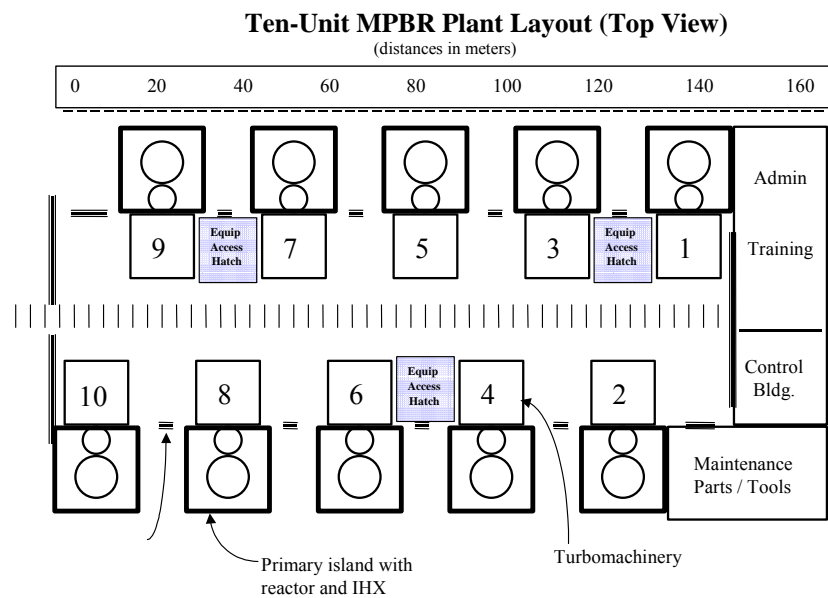 Ten-Unit MPBR Plant Layout (Top View)
(distances in meters)
0 20 40 60 80 100 120 140 160
Admin
Equip
Access
Hatch
Equip
Access
Hatch
9 7 5 3 1
Training
Equip
Access
Hatch
10 8 6 4 2
Control
Bldg.
Maintenance
Parts / Tools
Primary island with
reactor and IHX
Turbomachinery